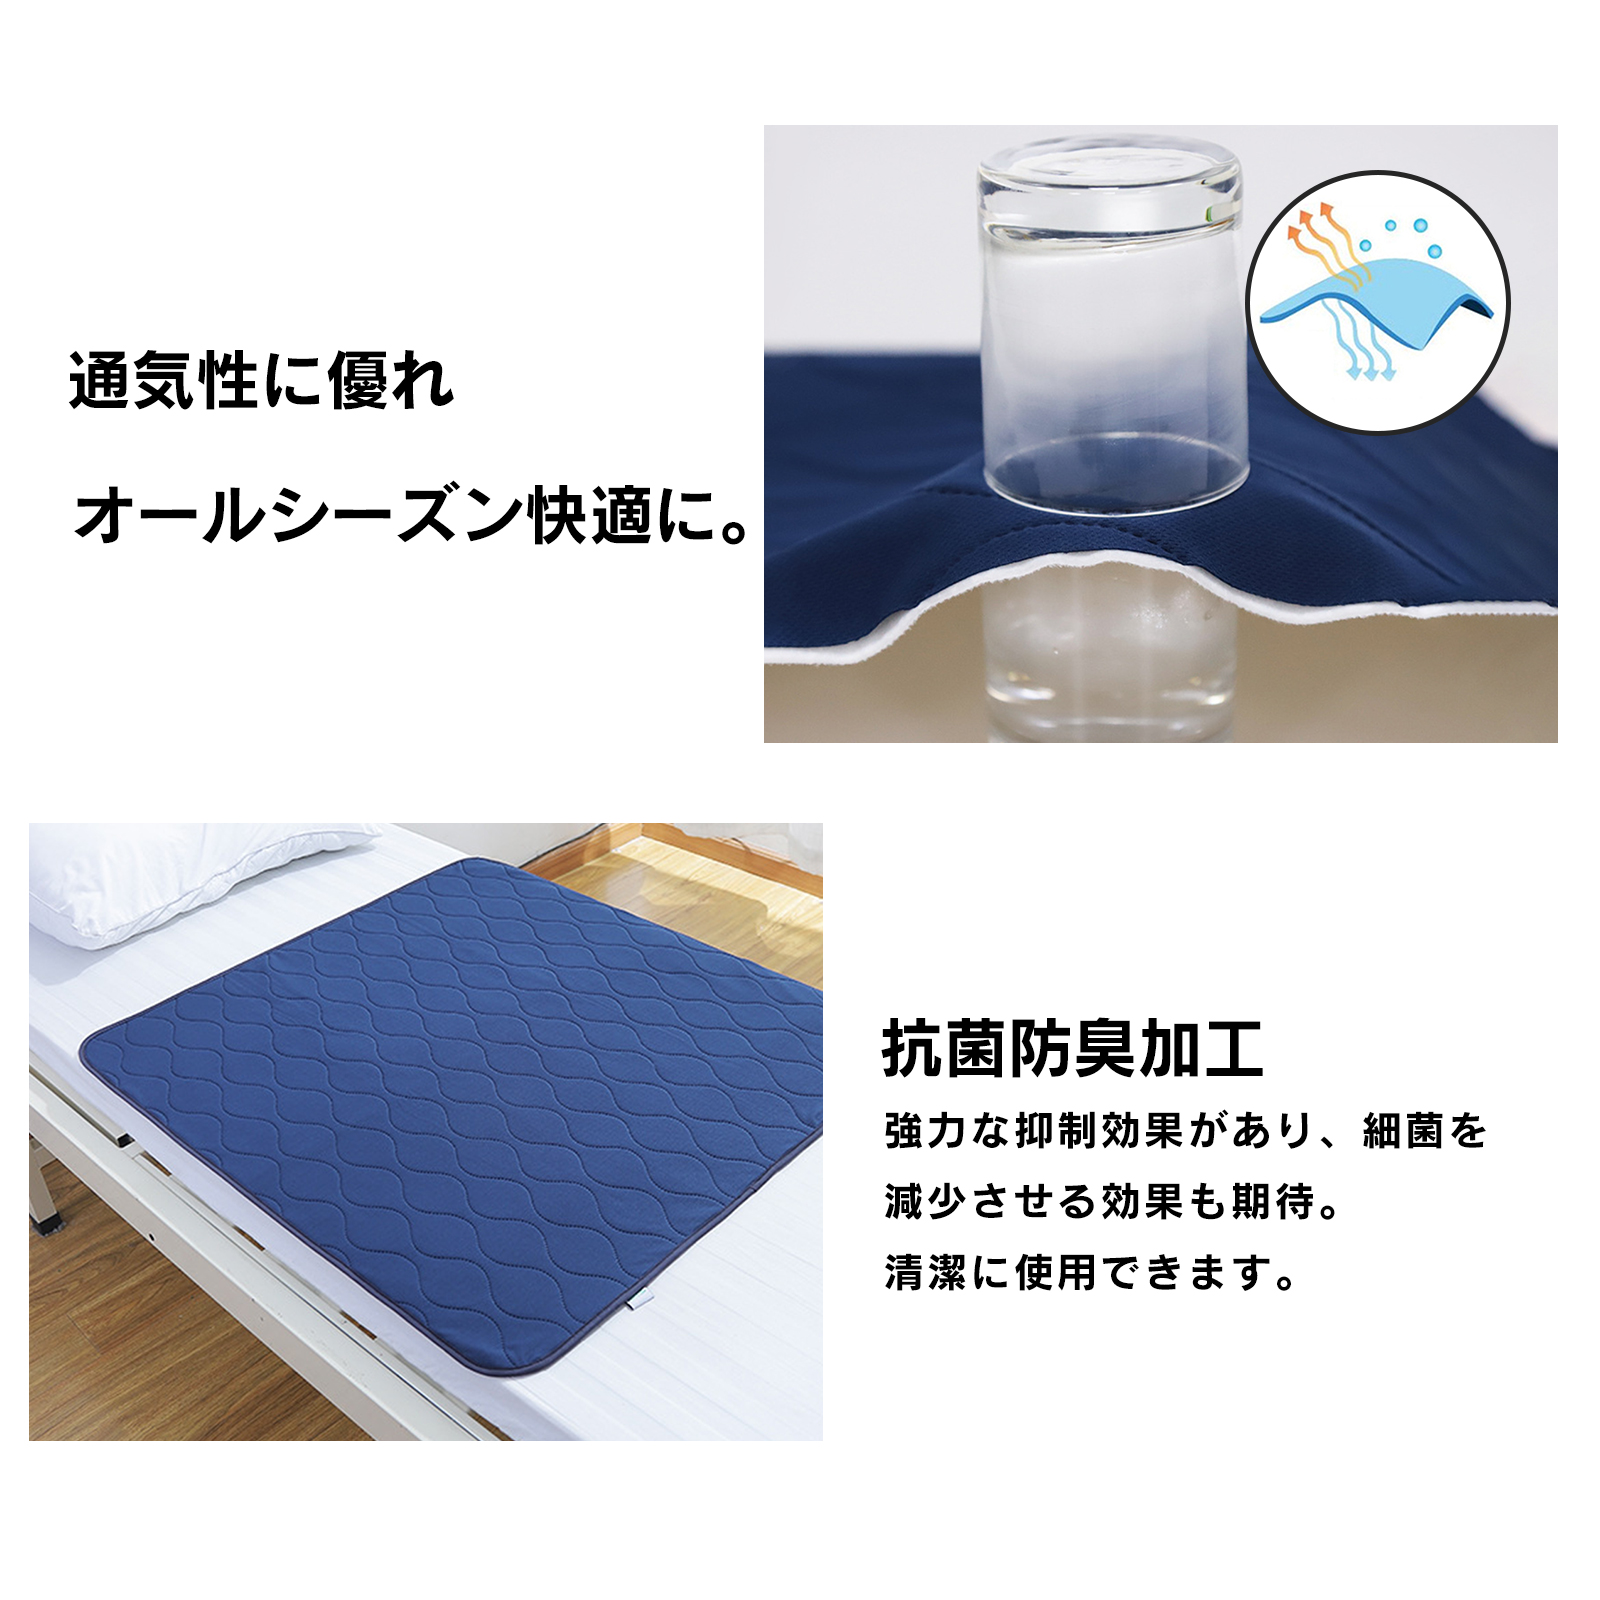 通気性に優れ
オールシーズン快適に。
抗菌防臭加工
強力な抑制効果があり、細菌を
減少させる効果も期待。
清潔に使用できます。